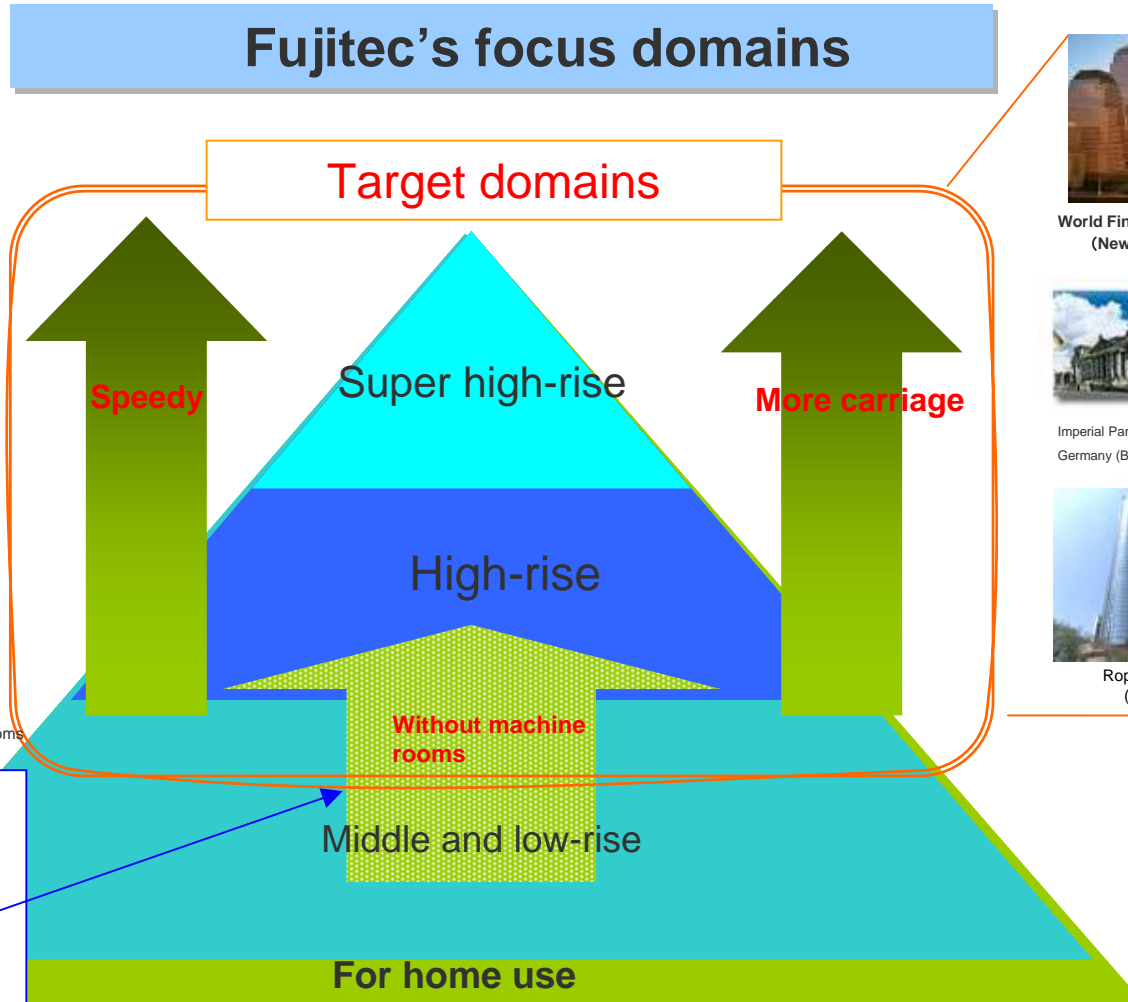 Fujitec’s focus domains
Target domains
Speedy
Super high-rise
More carriage
High-rise
Without machine
rooms
Middle and low-rise
For home use
World Fin
(New
Imperial Par
Germany (B
Rop
(
oms